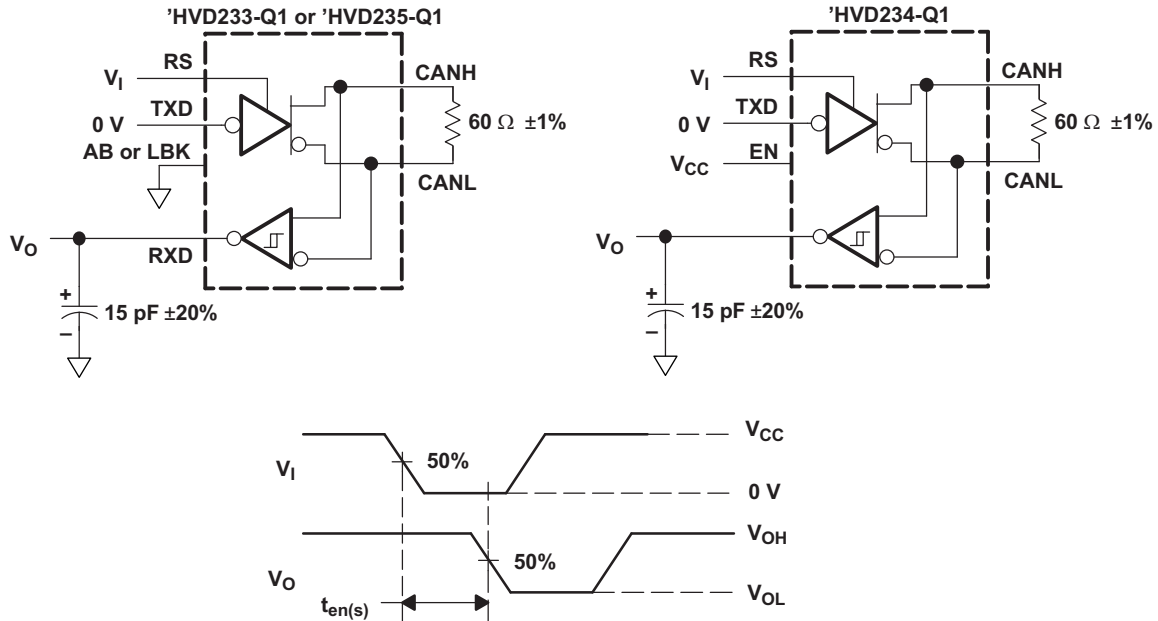 'HVD233-Q1 or 'HVD235-Q1
RS
V_I
TXD
0 V
AB or LBK
CANH
60 Ω ±1%
CANL
V_O
RXD
+
15 pF ±20%
–
'HVD234-Q1
RS
V_I
TXD
0 V
EN
V_CC
CANH
60 Ω ±1%
CANL
V_O
+
15 pF ±20%
–
V_CC
V_I
50%
0 V
V_OH
V_O
50%
V_OL
t_en(s)